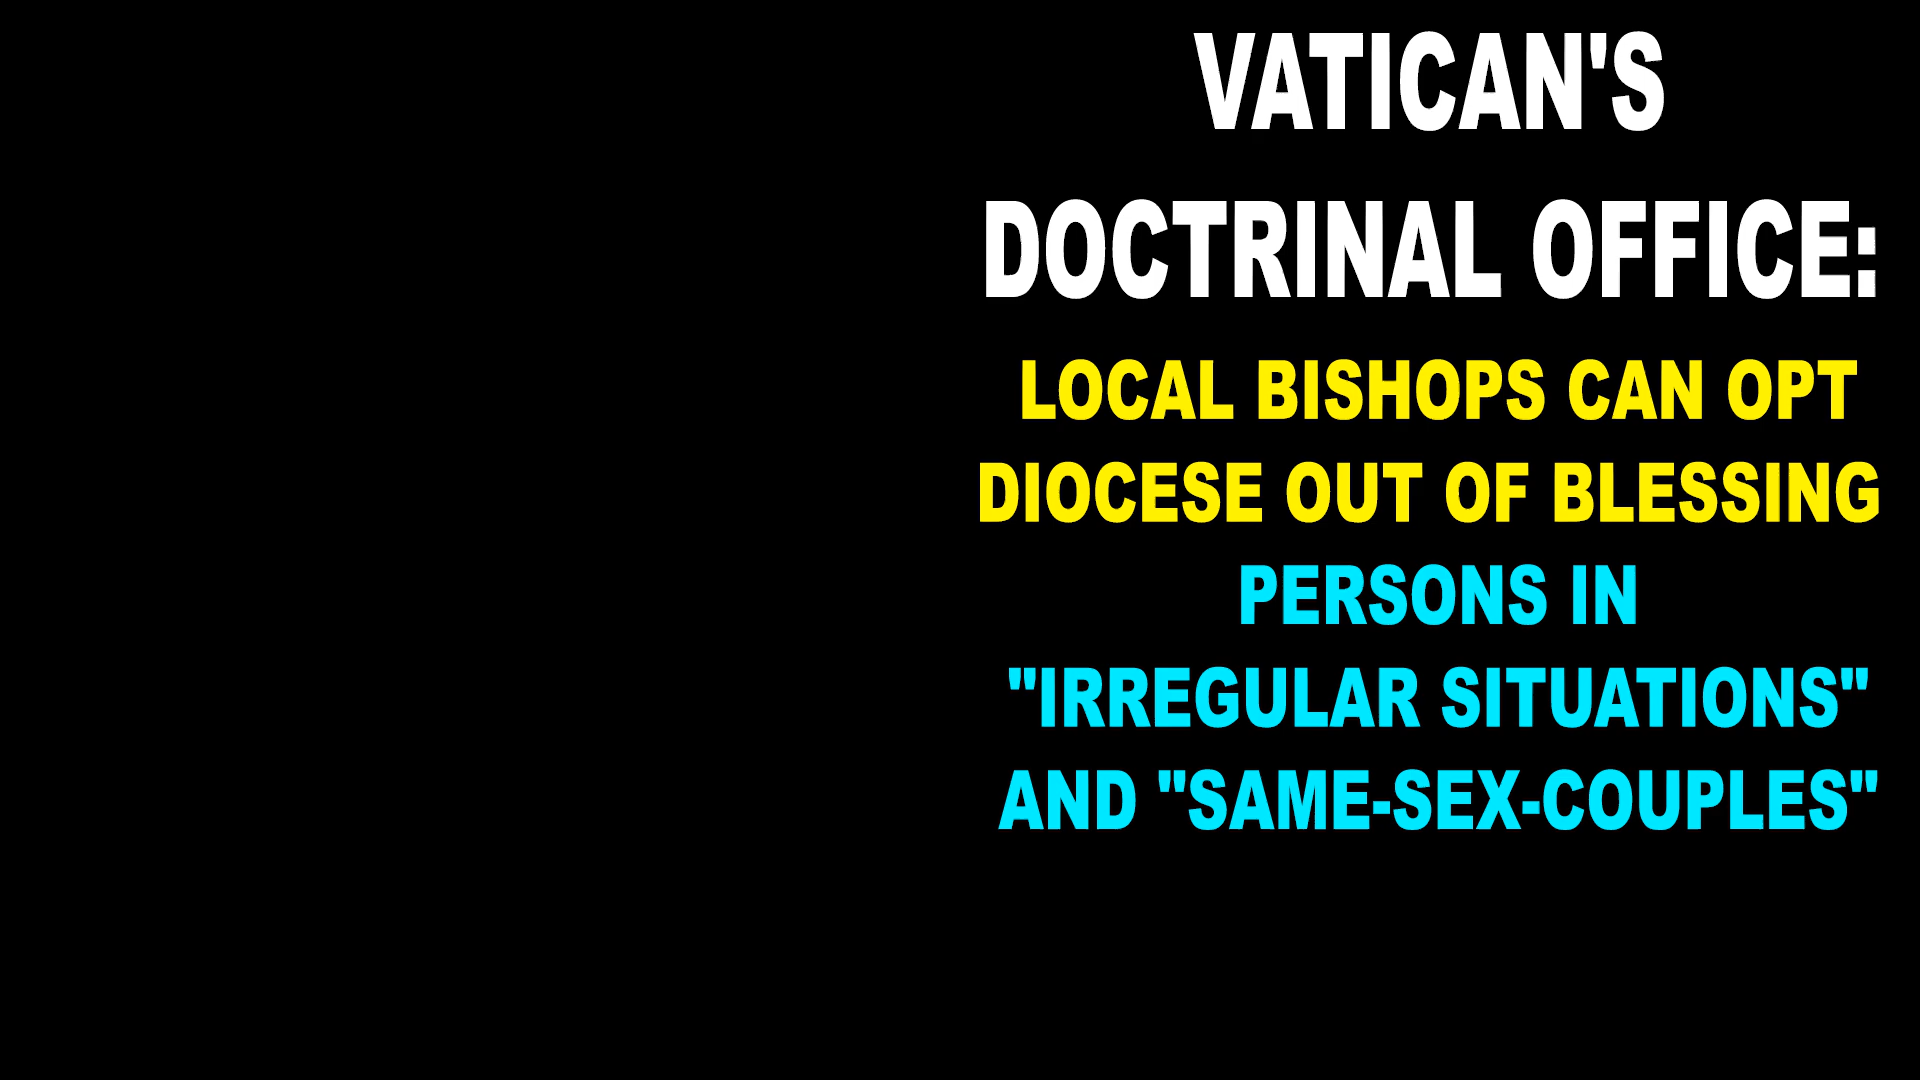 VATICAN'S
DOCTRINAL OFFICE:
LOCAL BISHOPS CAN OPT
DIOCESE OUT OF BLESSING
PERSONS IN
"IRREGULAR SITUATIONS"
AND "SAME-SEX-COUPLES"